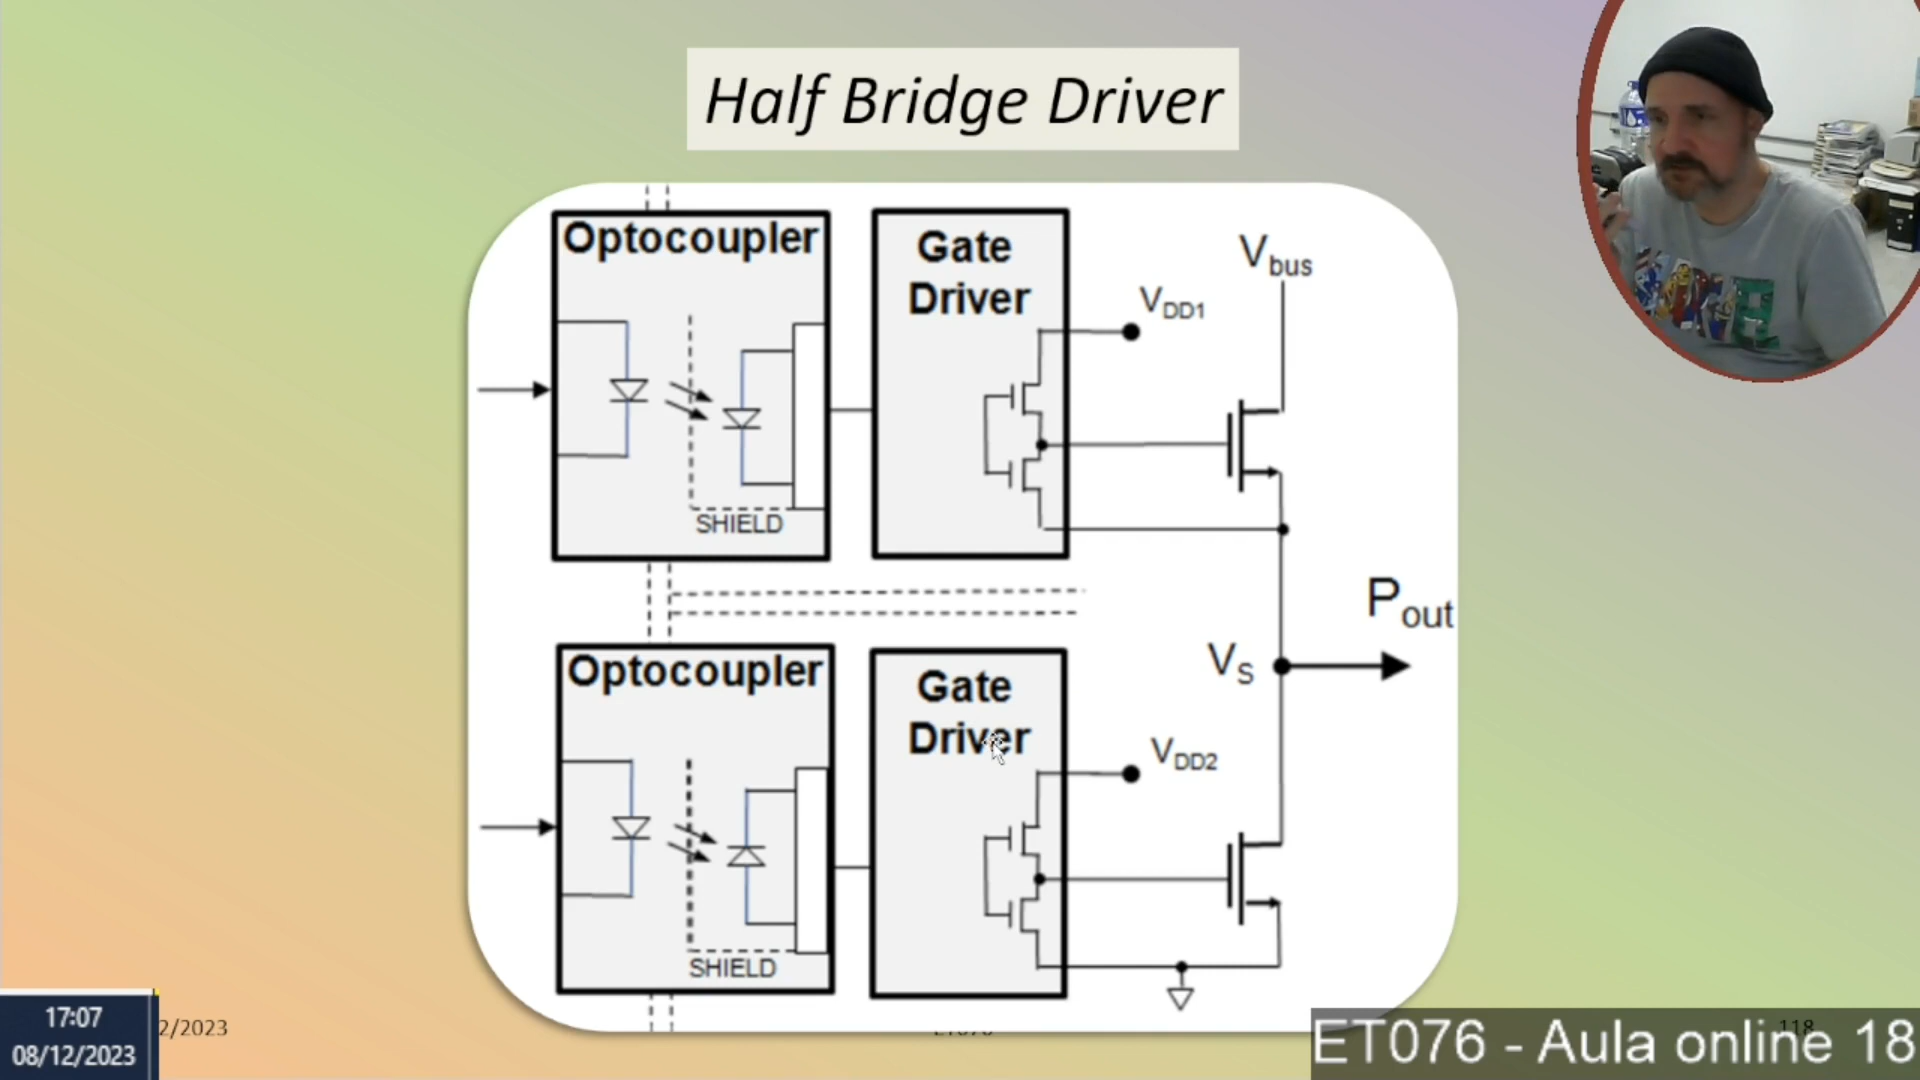 Half Bridge Driver
Optocoupler
Gate
Driver
VDD1
Vbus
SHIELD
Pout
VS
Optocoupler
Gate
Driver
VDD2
SHIELD
17:07
08/12/2023
2/2023
118
ET076 - Aula online 18